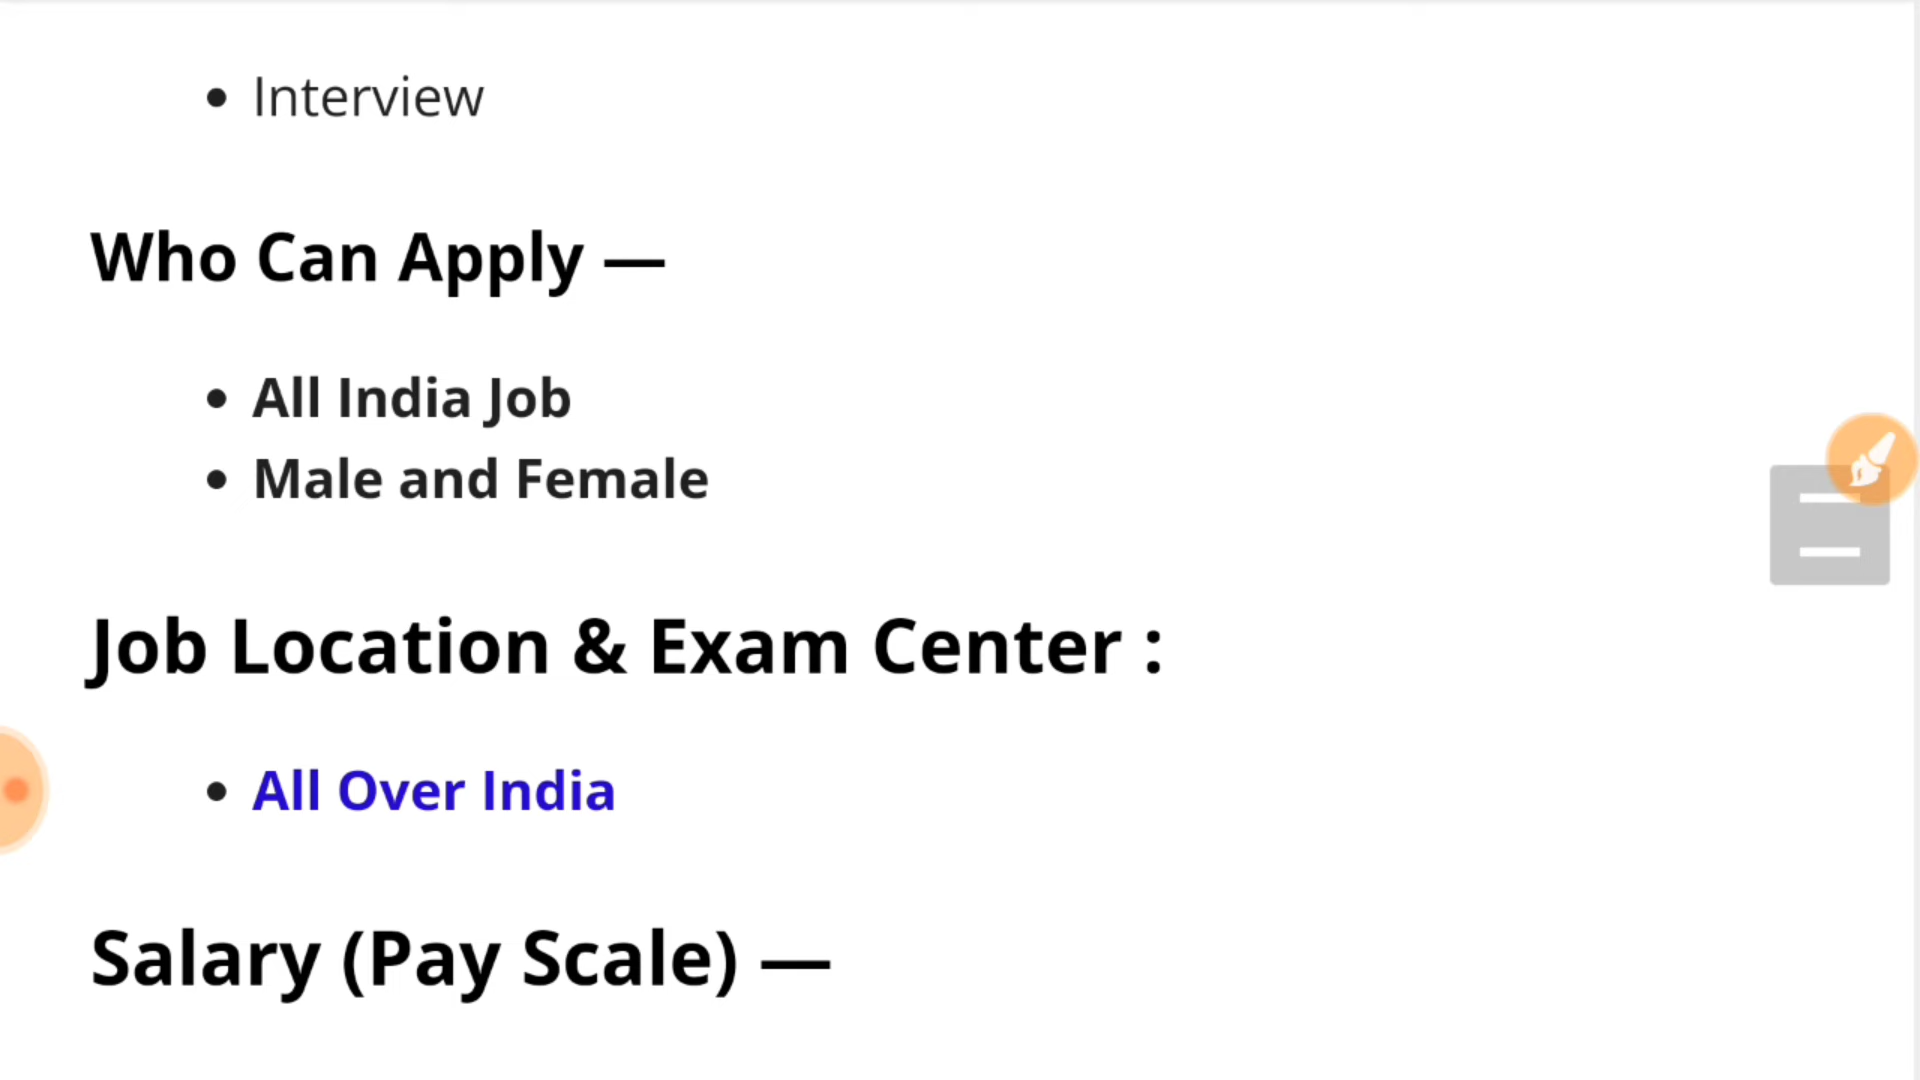 • Interview
Who Can Apply —
• All India Job
• Male and Female
Job Location & Exam Center :
• All Over India
Salary (Pay Scale) —